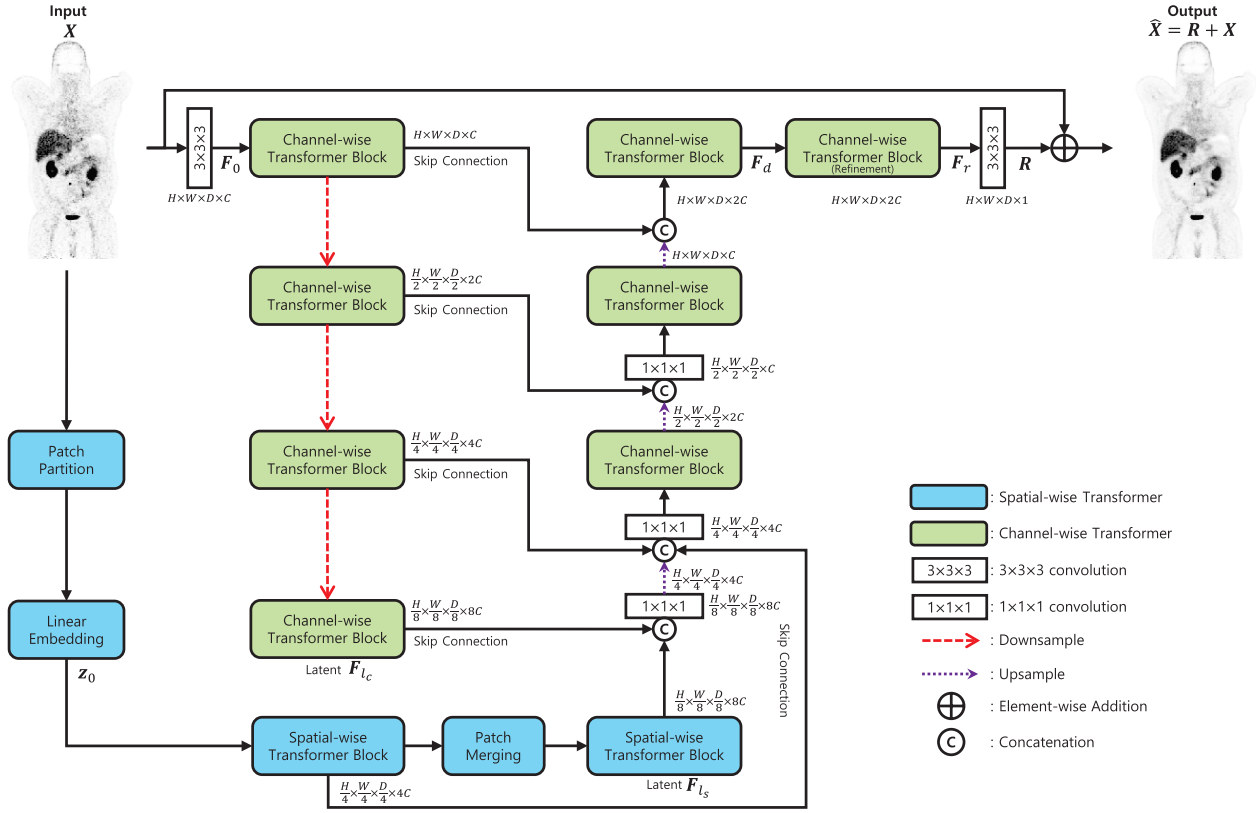 Input
X
Output
X̂ = R + X
3×3×3
F₀
H×W×D×C
Channel-wise
Transformer Block
H×W×D×C
Skip Connection
Channel-wise
Transformer Block
F_d
Channel-wise
Transformer Block
(Refinement)
F_r
3×3×3
R
H×W×D×2C
H×W×D×2C
H×W×D×1
C
H×W×D×C
Channel-wise
Transformer Block
H/2×W/2×D/2×2C
Skip Connection
Channel-wise
Transformer Block
1×1×1
H/2×W/2×D/2×C
C
H/2×W/2×D/2×2C
Patch
Partition
Channel-wise
Transformer Block
H/4×W/4×D/4×4C
Skip Connection
Channel-wise
Transformer Block
1×1×1
H/4×W/4×D/4×4C
C
H/4×W/4×D/4×4C
Linear
Embedding
z₀
Channel-wise
Transformer Block
Latent F_l_c
H/8×W/8×D/8×8C
Skip Connection
1×1×1
H/8×W/8×D/8×8C
C
H/8×W/8×D/8×8C
Skip Connection
Spatial-wise
Transformer Block
Patch
Merging
Spatial-wise
Transformer Block
H/4×W/4×D/4×4C
Latent F_l_s
: Spatial-wise Transformer
: Channel-wise Transformer
3×3×3 : 3×3×3 convolution
1×1×1 : 1×1×1 convolution
: Downsample
: Upsample
: Element-wise Addition
C : Concatenation